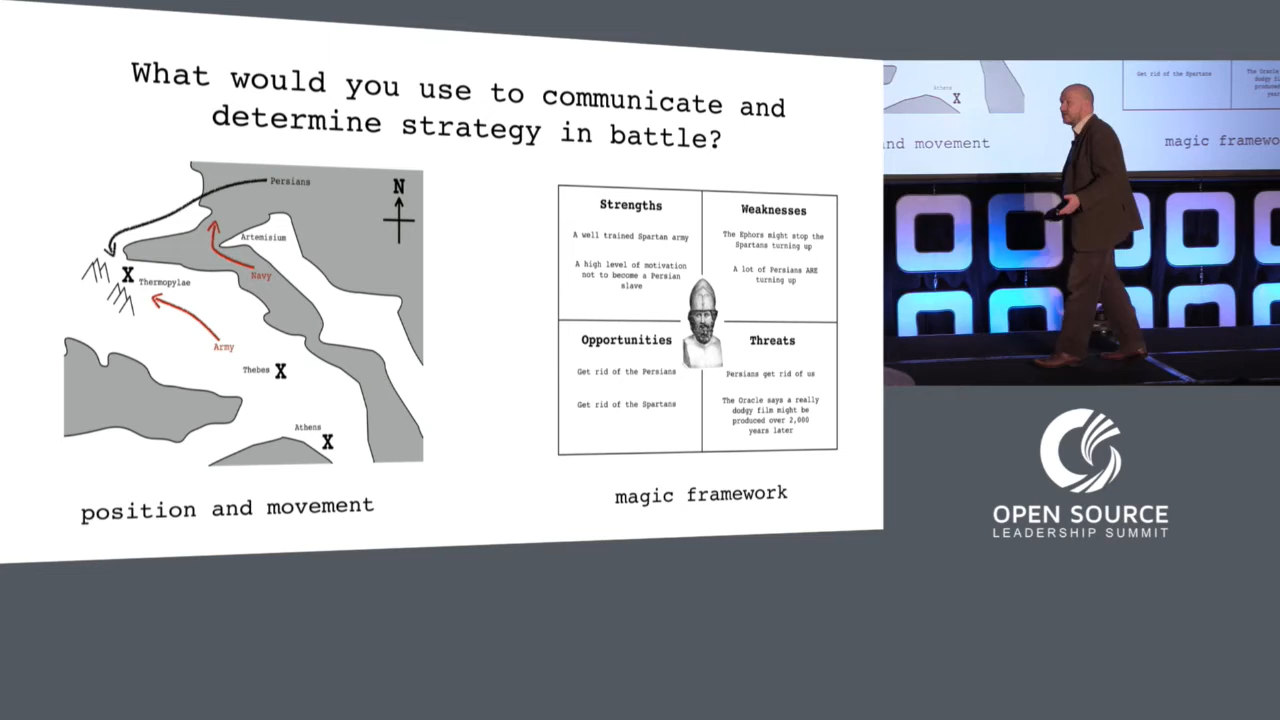 What would you use to communicate and
determine strategy in battle?
Persians
N
Artemisium
Navy
X
Thermopylae
Army
Thebes X
Athens
X
position and movement
Strengths
A well trained Spartan army
A high level of motivation
not to become a Persian
slave
Weaknesses
The Ephors might stop the
Spartans turning up
A lot of Persians ARE
turning up
Opportunities
Get rid of the Persians
Get rid of the Spartans
Threats
Persians get rid of us
The Oracle says a really
dodgy film might be
produced over 2,000
years later
magic framework
Athens
X
Get rid of the Spartans
The Oracle
dodgy fil
produce
year
nd movement
magic framewo
OPEN SOURCE
LEADERSHIP SUMMIT